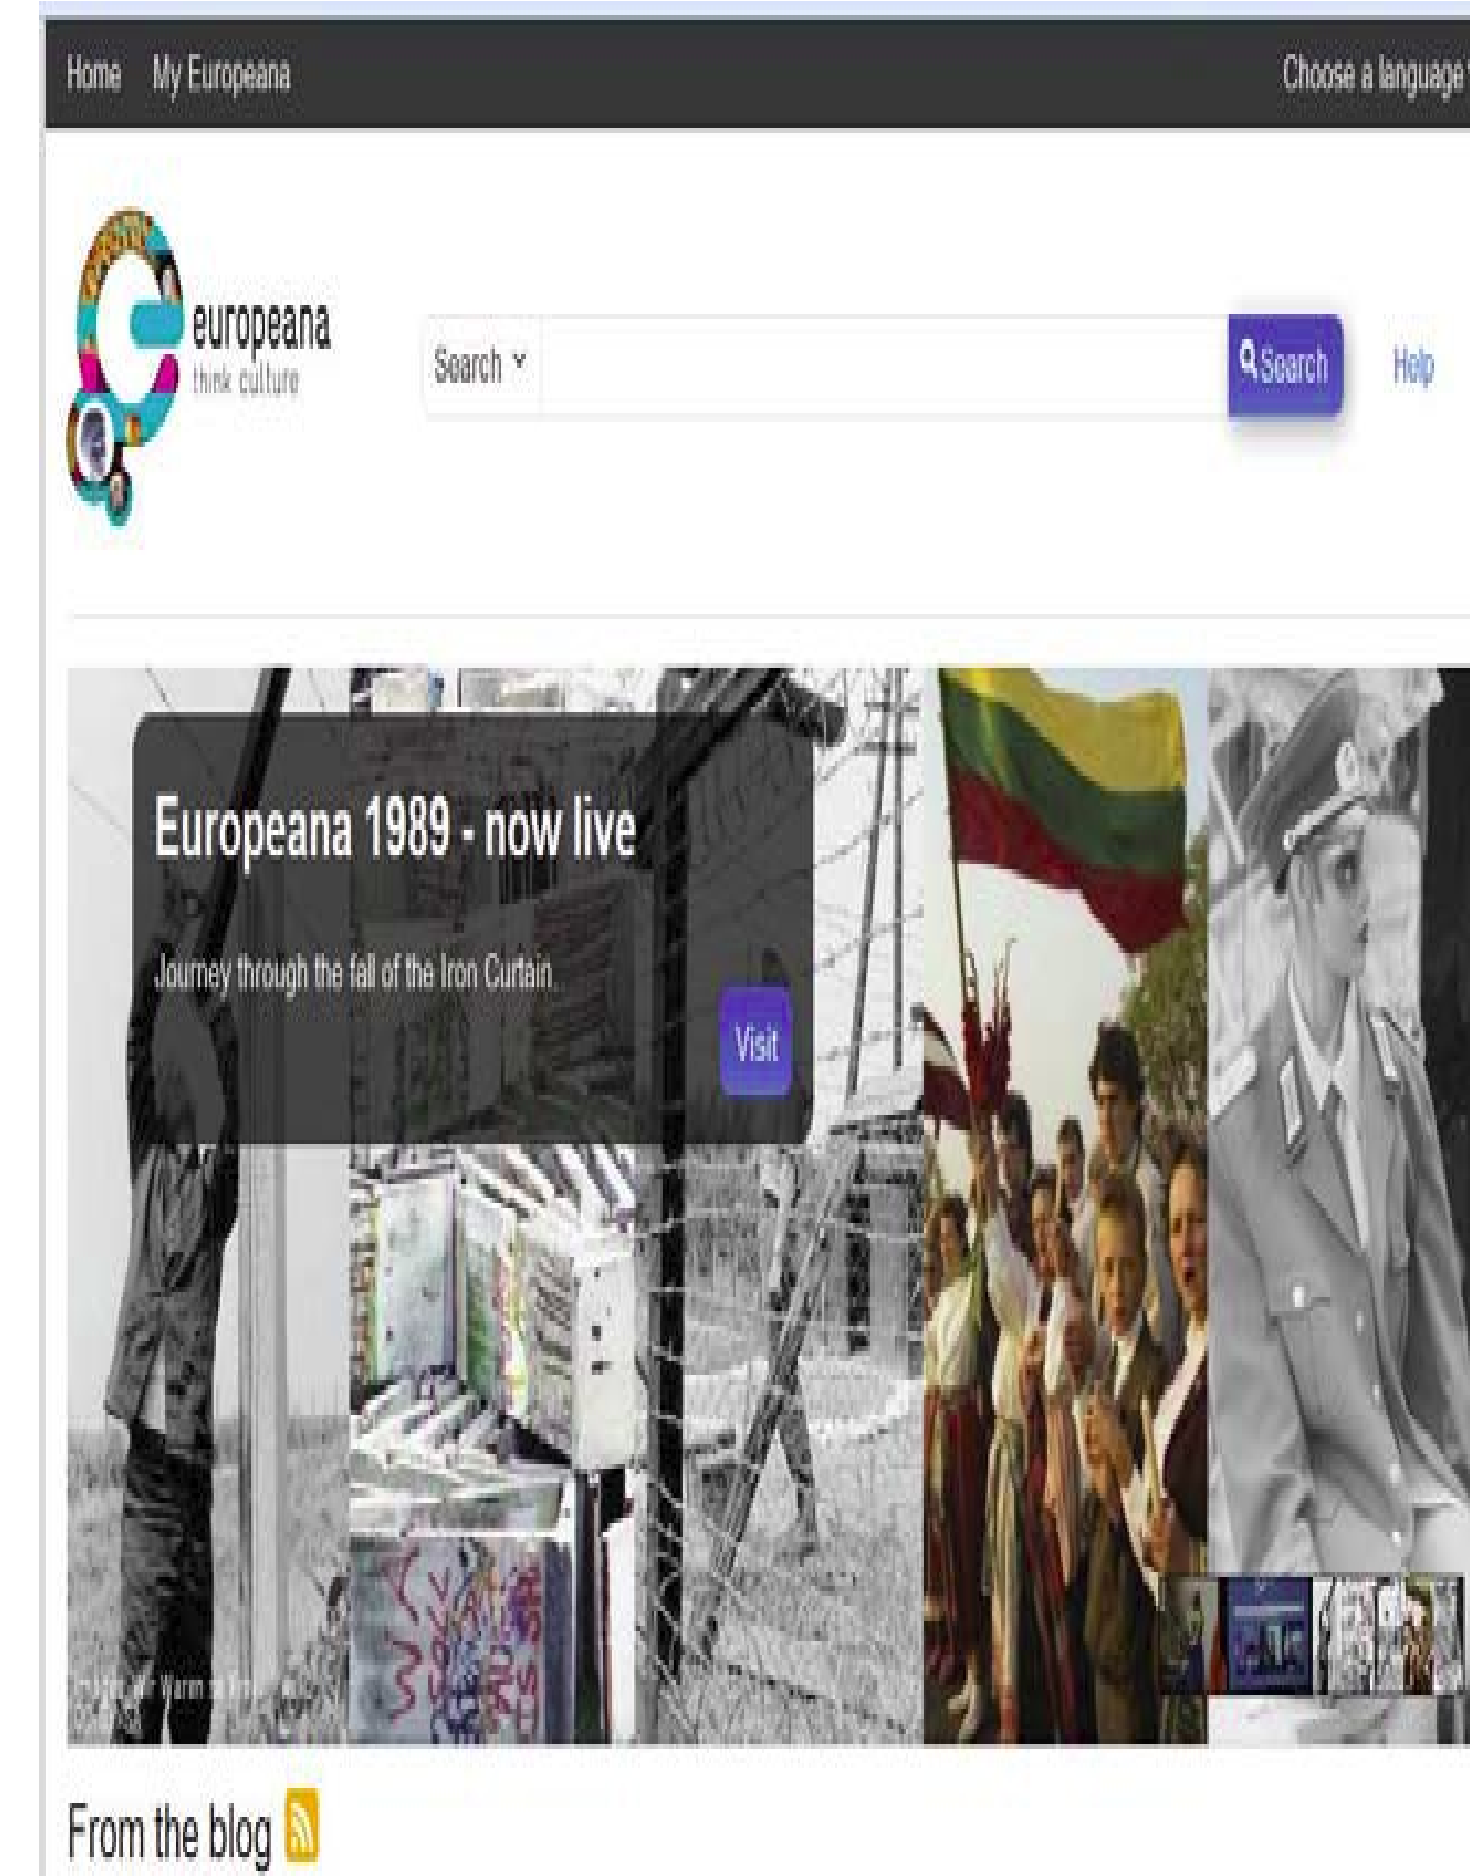 Home My Europeana Choose a language
europeana
think culture
Search Search Help
Europeana 1989 - now live
Journey through the fall of the Iron Curtain
Visit
From the blog